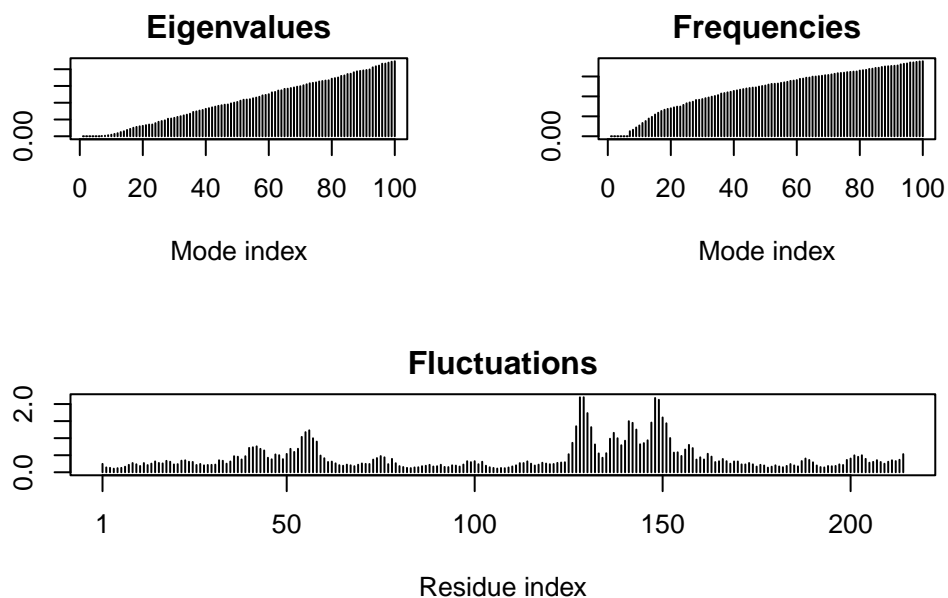 Eigenvalues
0.00
0 20 40 60 80 100
Mode index
Frequencies
0.00
0 20 40 60 80 100
Mode index
Fluctuations
2.0
0.0
1 50 100 150 200
Residue index